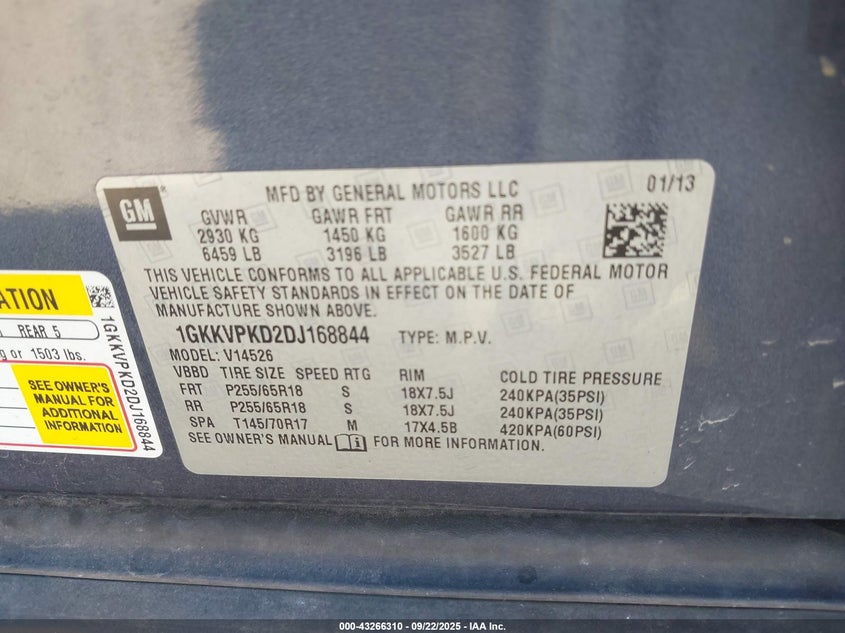 GM
MFD BY GENERAL MOTORS LLC 01/13
GVWR GAWR FRT GAWR RR
2930 KG 1450 KG 1600 KG
6459 LB 3196 LB 3527 LB
THIS VEHICLE CONFORMS TO ALL APPLICABLE U.S. FEDERAL MOTOR
VEHICLE SAFETY STANDARDS IN EFFECT ON THE DATE OF
MANUFACTURE SHOWN ABOVE.
1GKKVPKD2DJ168844 TYPE: M.P.V.
MODEL: V14526
VBBD TIRE SIZE SPEED RTG RIM COLD TIRE PRESSURE
FRT P255/65R18 S 18X7.5J 240KPA(35PSI)
RR P255/65R18 S 18X7.5J 240KPA(35PSI)
SPA T145/70R17 M 17X4.5B 420KPA(60PSI)
SEE OWNER'S MANUAL FOR MORE INFORMATION.
REAR 5
or 1503 lbs.
SEE OWNER'S
MANUAL FOR
ADDITIONAL
INFORMATION
1GKKVPKD2DJ168844
000-43266310 - 09/22/2025 - IAA Inc.